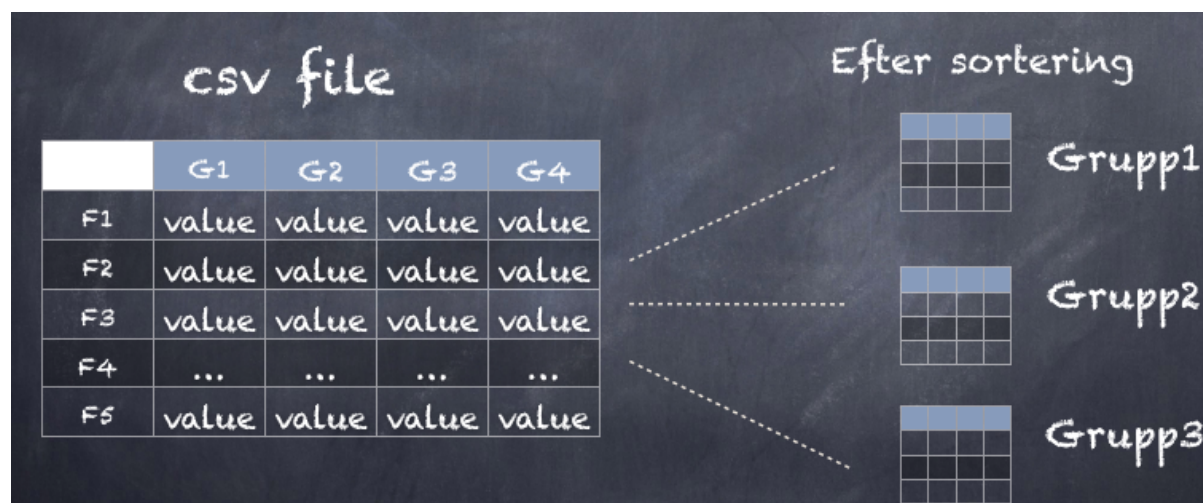 csv file
Efter sortering
G1 G2 G3 G4
F1 value value value value
F2 value value value value
F3 value value value value
F4 ... ... ... ...
F5 value value value value
Grupp1
Grupp2
Grupp3